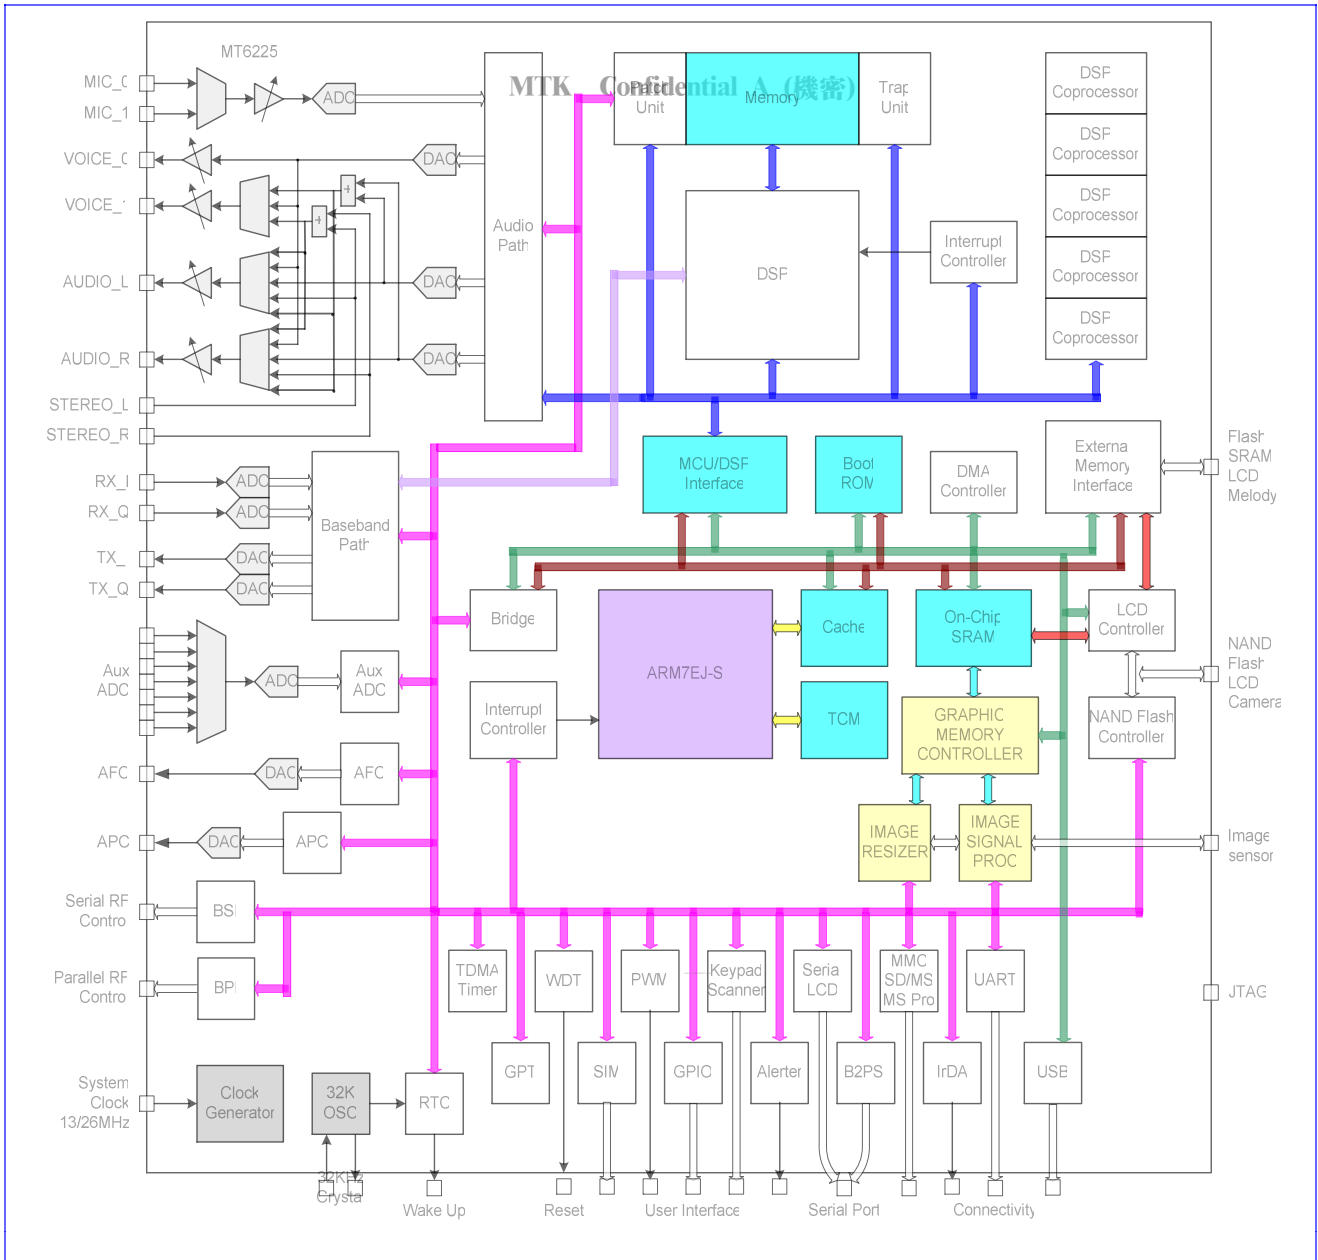 MT6225
MTK Confidential A (機密)
MIC_0
MIC_1
VOICE_0
VOICE_1
AUDIO_L
AUDIO_R
STEREO_L
STEREO_R
ADC
DAC
DAC
DAC
+
+
Audio
Path
Patch
Unit
Memory
Trap
Unit
DSP
Coprocessor
DSP
Coprocessor
DSP
Coprocessor
DSP
Coprocessor
DSP
Coprocessor
DSP
Interrupt
Controller
RX_I
RX_Q
TX_
TX_Q
ADC
ADC
DAC
DAC
Baseband
Path
MCU/DSP
Interface
Boot
ROM
DMA
Controller
External
Memory
Interface
Flash
SRAM
LCD
Melody
Aux
ADC
ADC
Aux
ADC
Bridge
ARM7EJ-S
Cache
On-Chip
SRAM
LCD
Controller
NAND
Flash
LCD
Camera
Interrupt
Controller
TCM
GRAPHIC
MEMORY
CONTROLLER
NAND Flash
Controller
AFC
DAC
AFC
APC
DAC
APC
IMAGE
RESIZER
IMAGE
SIGNAL
PROC
Image
sensor
Serial RF
Control
BSI
Parallel RF
Control
BPI
TDMA
Timer
WDT
PWM
Keypad
Scanner
Serial
LCD
MMC
SD/MS
MS Pro
UART
JTAG
GPT
SIM
GPIO
Alerter
B2PS
IrDA
USB
System
Clock
13/26MHz
Clock
Generator
32K
OSC
RTC
32KHz
Crystal
Wake Up
Reset
User Interface
Serial Port
Connectivity